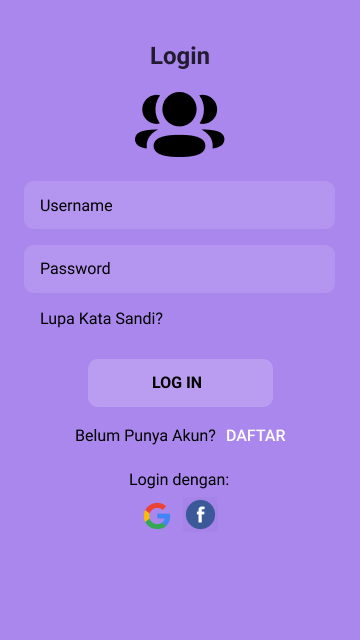 Login
Username
Password
Lupa Kata Sandi?
LOG IN
Belum Punya Akun? DAFTAR
Login dengan: